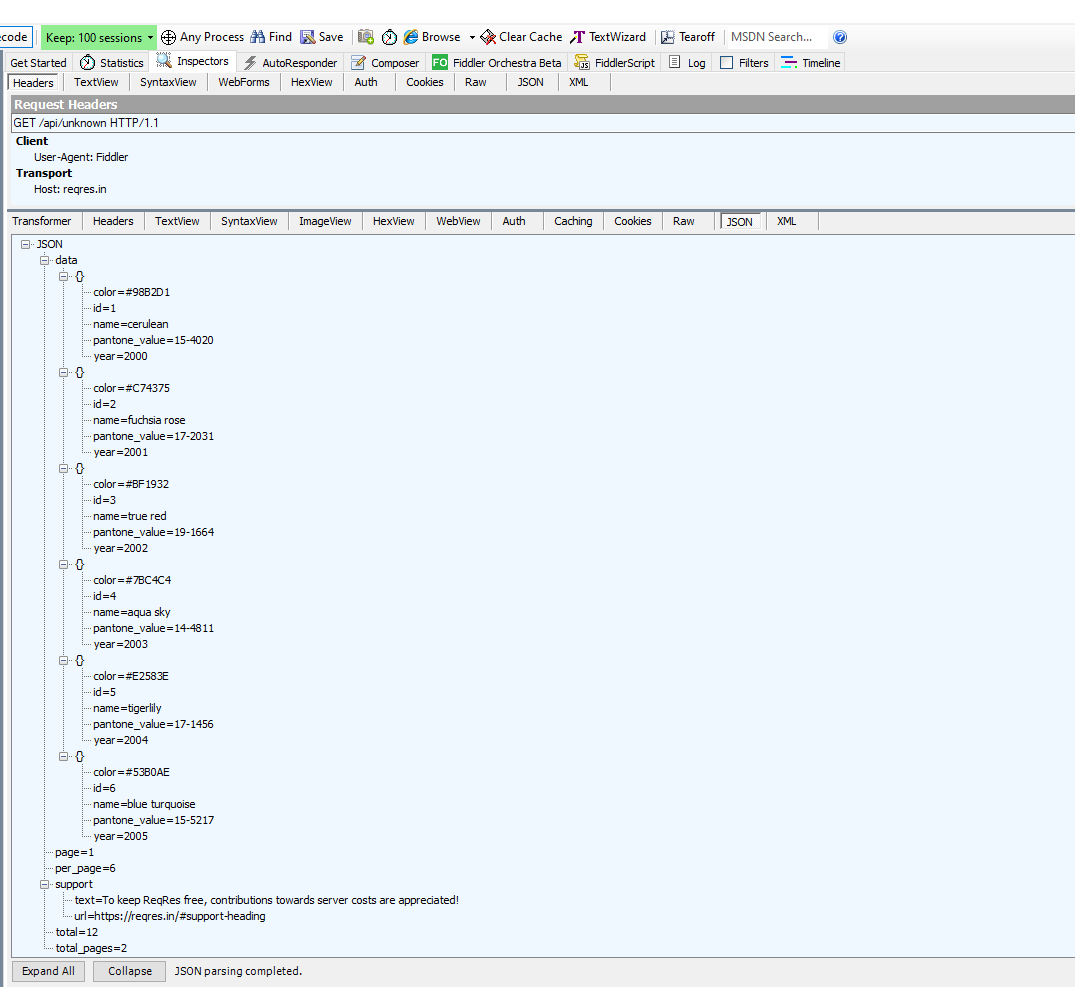 ecode Keep: 100 sessions Any Process Find Save Browse Clear Cache TextWizard Tearoff MSDN Search...
Get Started Statistics Inspectors AutoResponder Composer FO Fiddler Orchestra Beta FiddlerScript Log Filters Timeline
Headers TextView SyntaxView WebForms HexView Auth Cookies Raw JSON XML
Request Headers
GET /api/unknown HTTP/1.1
Client
User-Agent: Fiddler
Transport
Host: reqres.in
Transformer Headers TextView SyntaxView ImageView HexView WebView Auth Caching Cookies Raw JSON XML
JSON
data
{}
color=#98B2D1
id=1
name=cerulean
pantone_value=15-4020
year=2000
{}
color=#C74375
id=2
name=fuchsia rose
pantone_value=17-2031
year=2001
{}
color=#BF1932
id=3
name=true red
pantone_value=19-1664
year=2002
{}
color=#7BC4C4
id=4
name=aqua sky
pantone_value=14-4811
year=2003
{}
color=#E2583E
id=5
name=tigerlily
pantone_value=17-1456
year=2004
{}
color=#53B0AE
id=6
name=blue turquoise
pantone_value=15-5217
year=2005
page=1
per_page=6
support
text=To keep ReqRes free, contributions towards server costs are appreciated!
url=https://reqres.in/#support-heading
total=12
total_pages=2
Expand All Collapse JSON parsing completed.